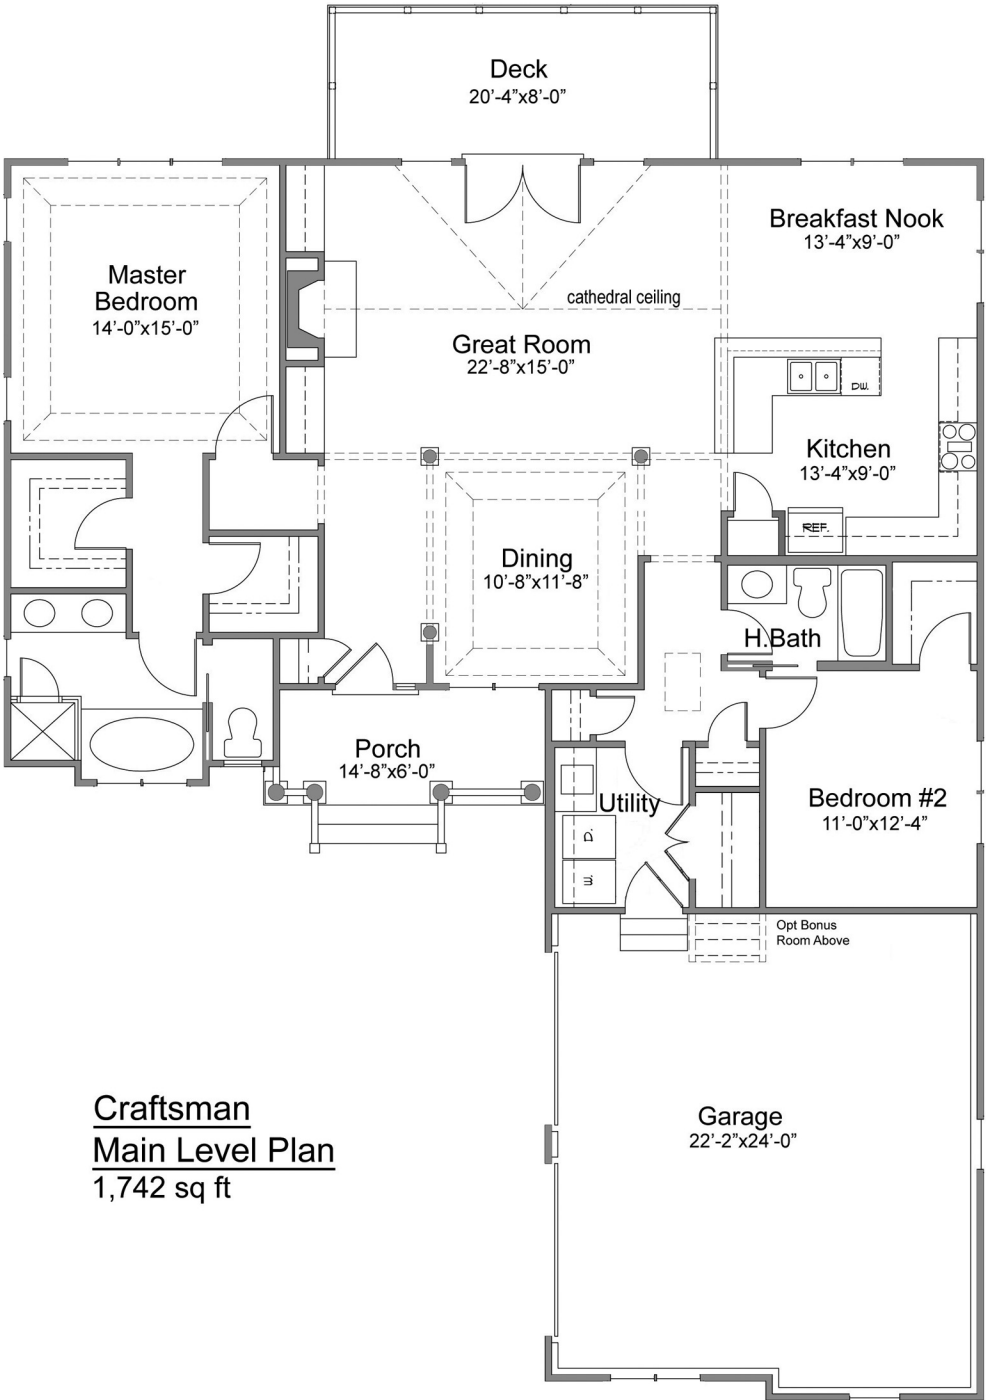 Deck
20'-4"x8'-0"
Breakfast Nook
13'-4"x9'-0"
Master
Bedroom
14'-0"x15'-0"
cathedral ceiling
Great Room
22'-8"x15'-0"
DW.
Kitchen
13'-4"x9'-0"
REF.
Dining
10'-8"x11'-8"
H.Bath
Porch
14'-8"x6'-0"
Utility
Bedroom #2
11'-0"x12'-4"
D.
W.
Opt Bonus
Room Above
Craftsman
Main Level Plan
1,742 sq ft
Garage
22'-2"x24'-0"